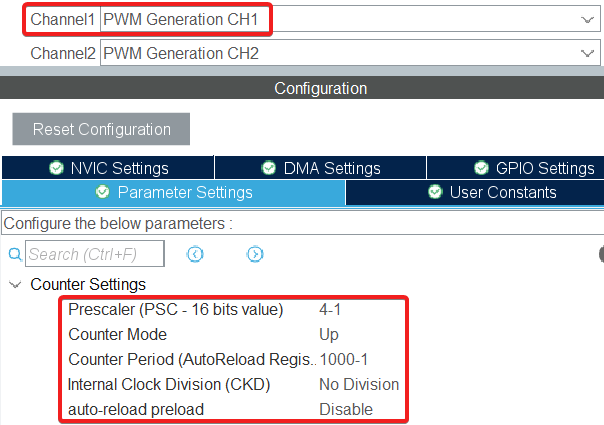 Channel1 PWM Generation CH1
Channel2 PWM Generation CH2
Configuration
Reset Configuration
NVIC Settings DMA Settings GPIO Settings
Parameter Settings User Constants
Configure the below parameters :
Search (Ctrl+F)
Counter Settings
Prescaler (PSC - 16 bits value) 4-1
Counter Mode Up
Counter Period (AutoReload Regis.. 1000-1
Internal Clock Division (CKD) No Division
auto-reload preload Disable